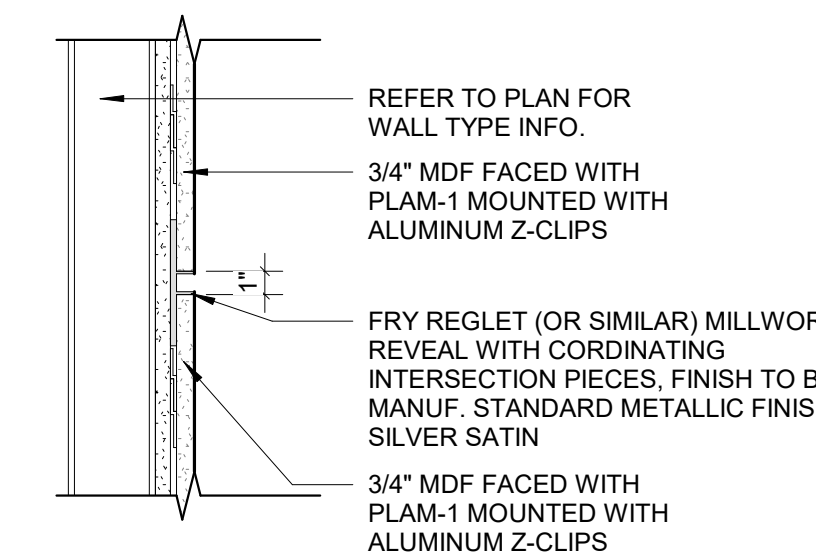 REFER TO PLAN FOR
WALL TYPE INFO.
3/4" MDF FACED WITH
PLAM-1 MOUNTED WITH
ALUMINUM Z-CLIPS
1"
FRY REGLET (OR SIMILAR) MILLWOR
REVEAL WITH CORDINATING
INTERSECTION PIECES, FINISH TO B
MANUF. STANDARD METALLIC FINIS
SILVER SATIN
3/4" MDF FACED WITH
PLAM-1 MOUNTED WITH
ALUMINUM Z-CLIPS